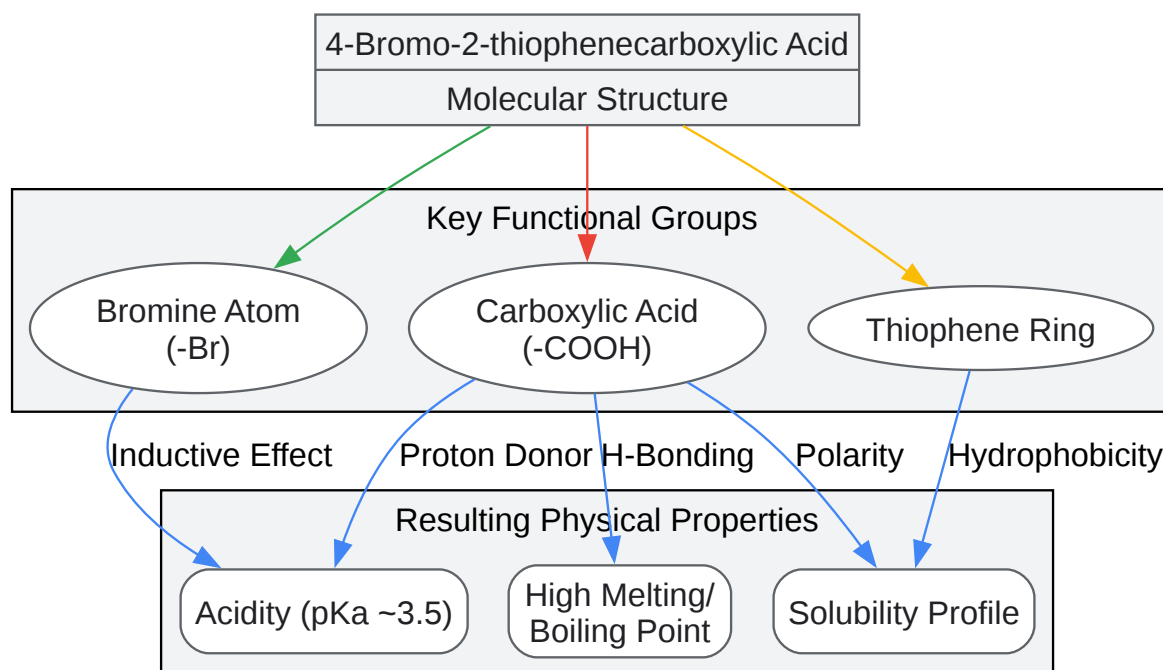 4-Bromo-2-thiophenecarboxylic Acid
Molecular Structure
Key Functional Groups
Bromine Atom
(-Br)
Carboxylic Acid
(-COOH)
Thiophene Ring
Inductive Effect
Proton Donor
H-Bonding
Polarity
Hydrophobicity
Resulting Physical Properties
Acidity (pKa ~3.5)
High Melting/
Boiling Point
Solubility Profile